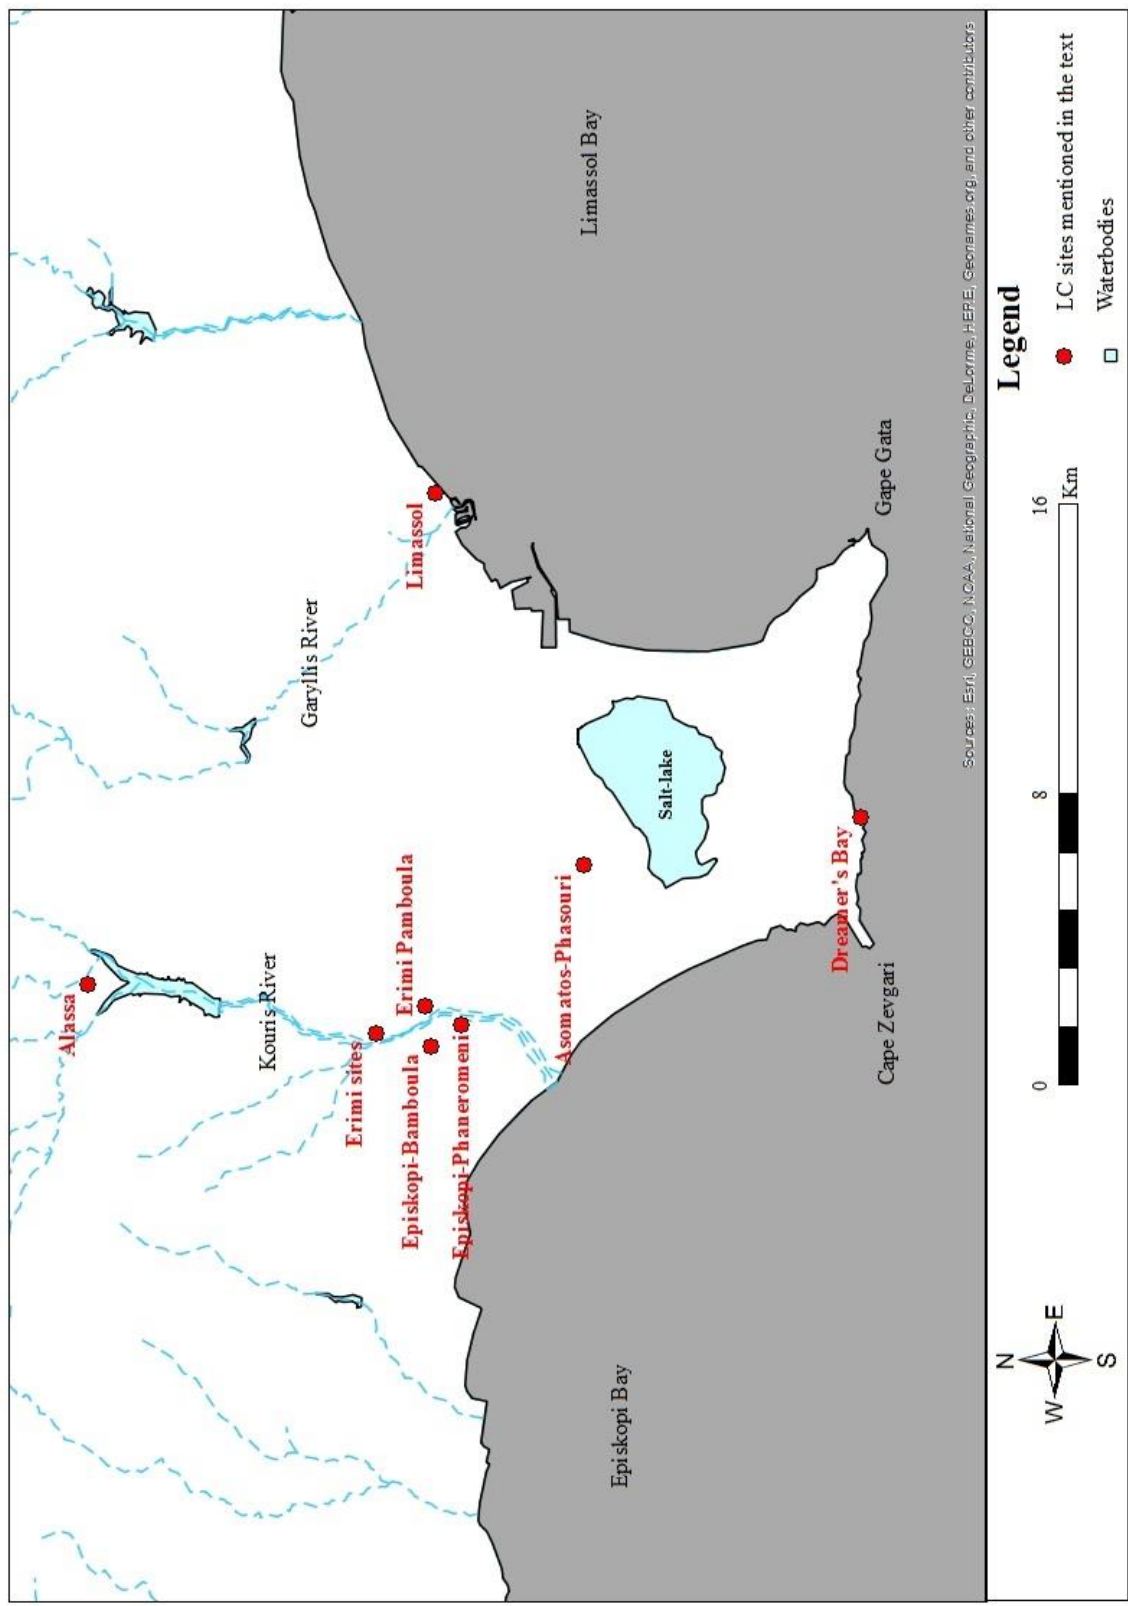 Alassa
Kouris River
Garyllis River
Erimi sites
Erimi Pamboula
Limassol
Episkopi-Bamboula
Episkopi-Phaneromeni
Asomatos-Phasouri
Limassol Bay
Episkopi Bay
Salt-lake
Dreamer's Bay
Cape Zevgari
Gape Gata
Sources: Esri, GEBCO, NOAA, National Geographic, DeLorme, HERE, Geonames.org, and other contributors
N
W
E
S
0
8
16
Km
Legend
LC sites mentioned in the text
Waterbodies